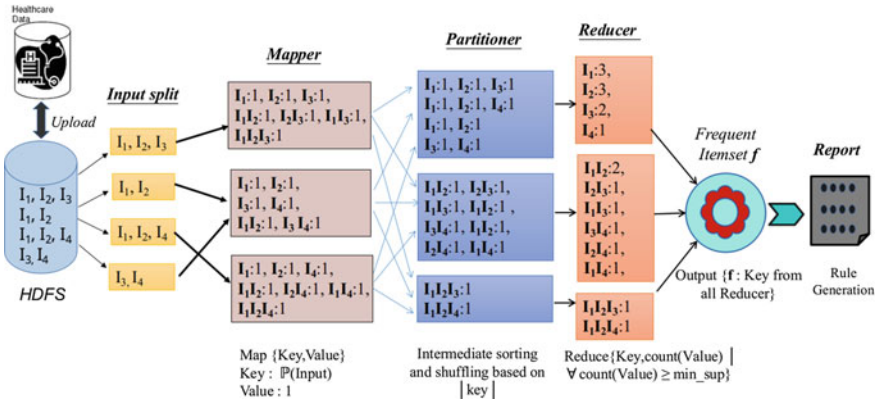 Healthcare
Data
Upload
I₁, I₂, I₃
I₁, I₂
I₁, I₂, I₄
I₃, I₄
HDFS
Input split
I₁, I₂, I₃
I₁, I₂
I₁, I₂, I₄
I₃, I₄
Mapper
I₁:1, I₂:1, I₃:1,
I₁I₂:1, I₂I₃:1, I₁I₃:1,
I₁I₂I₃:1
I₁:1, I₂:1,
I₃:1, I₄:1,
I₁I₂:1, I₃ I₄:1
I₁:1, I₂:1, I₄:1,
I₁I₂:1, I₂I₄:1, I₁I₄:1,
I₁I₂I₄:1
Map {Key,Value}
Key : ℙ(Input)
Value : 1
Partitioner
I₁:1, I₂:1, I₃:1
I₁:1, I₂:1, I₄:1
I₁:1, I₂:1
I₃:1, I₄:1
I₁I₂:1, I₂I₃:1,
I₁I₃:1, I₁I₂:1 ,
I₃I₄:1, I₁I₂:1,
I₂I₄:1, I₁I₄:1
I₁I₂I₃:1
I₁I₂I₄:1
Intermediate sorting
and shuffling based on
|key|
Reducer
I₁:3,
I₂:3,
I₃:2,
I₄:1
I₁I₂:2,
I₂I₃:1,
I₁I₃:1,
I₃I₄:1,
I₂I₄:1,
I₁I₄:1,
I₁I₂I₃:1
I₁I₂I₄:1
Reduce{Key,count(Value) |
∀ count(Value) ≥ min_sup}
Frequent
Itemset f
Output {f : Key from
all Reducer}
Report
Rule
Generation